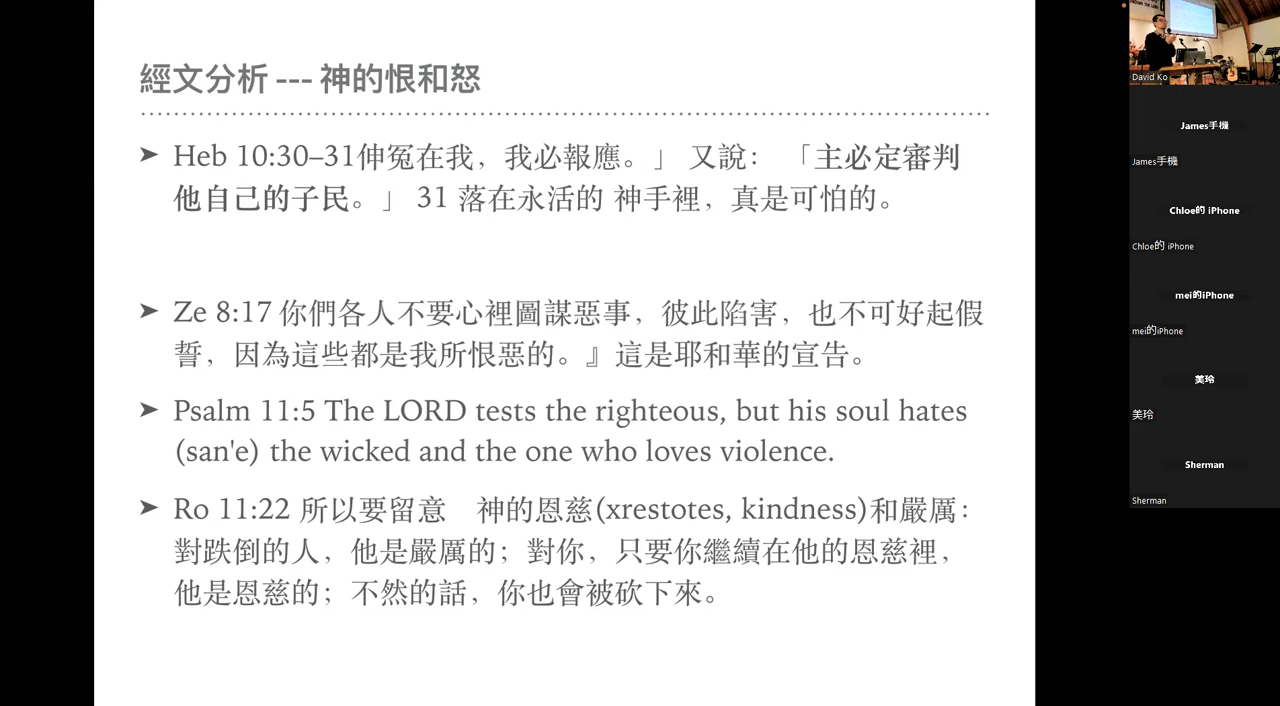 經文分析 --- 神的恨和怒
➤ Heb 10:30–31伸冤在我，我必報應。」 又說： 「主必定審判
他自己的子民。」 31 落在永活的 神手裡，真是可怕的。
➤ Ze 8:17 你們各人不要心裡圖謀惡事，彼此陷害，也不可好起假
誓，因為這些都是我所恨惡的。』這是耶和華的宣告。
➤ Psalm 11:5 The LORD tests the righteous, but his soul hates
(san'e) the wicked and the one who loves violence.
➤ Ro 11:22 所以要留意　神的恩慈(xrestotes, kindness)和嚴厲：
對跌倒的人，他是嚴厲的；對你，只要你繼續在他的恩慈裡，
他是恩慈的；不然的話，你也會被砍下來。
David Ko
James手機
James手機
Chloe的 iPhone
Chloe的 iPhone
mei的iPhone
mei的iPhone
美玲
美玲
Sherman
Sherman